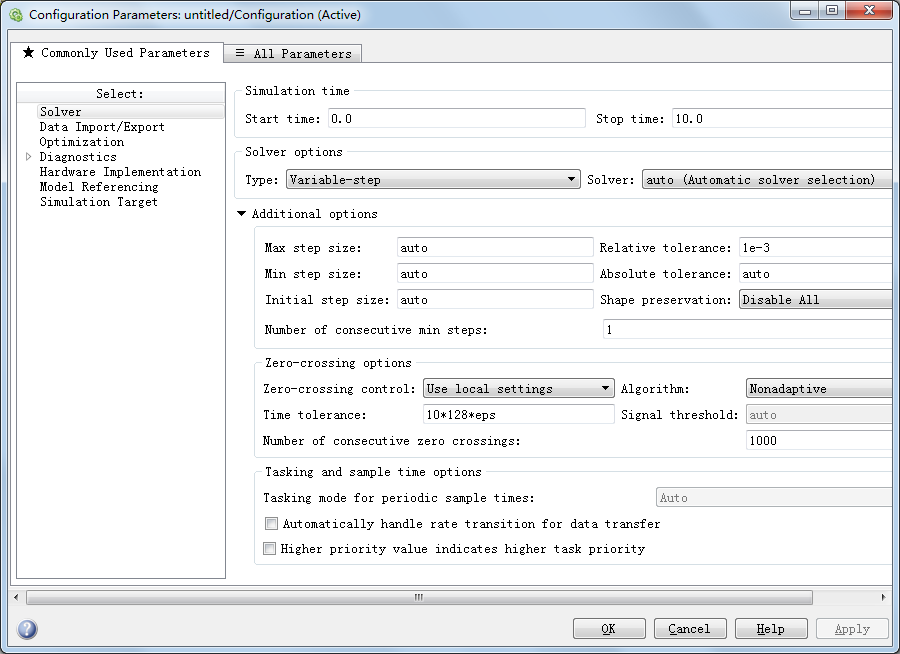 Configuration Parameters: untitled/Configuration (Active)
★ Commonly Used Parameters
≡ All Parameters
Select:
Solver
Data Import/Export
Optimization
Diagnostics
Hardware Implementation
Model Referencing
Simulation Target
Simulation time
Start time: 0.0 Stop time: 10.0
Solver options
Type: Variable-step Solver: auto (Automatic solver selection)
Additional options
Max step size: auto Relative tolerance: 1e-3
Min step size: auto Absolute tolerance: auto
Initial step size: auto Shape preservation: Disable All
Number of consecutive min steps: 1
Zero-crossing options
Zero-crossing control: Use local settings Algorithm: Nonadaptive
Time tolerance: 10*128*eps Signal threshold: auto
Number of consecutive zero crossings: 1000
Tasking and sample time options
Tasking mode for periodic sample times: Auto
Automatically handle rate transition for data transfer
Higher priority value indicates higher task priority
OK Cancel Help Apply